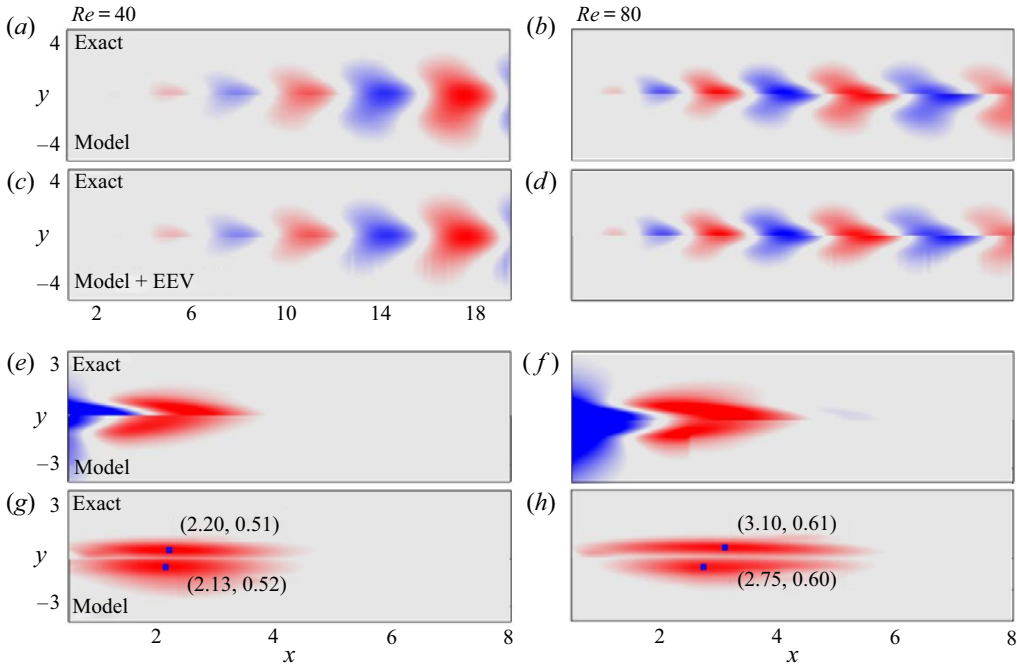 Re = 40
Re = 80
(a)
(b)
4
Exact
y
–4
Model
(c)
(d)
4
Exact
y
–4
Model + EEV
2 6 10 14 18
(e)
(f)
3
Exact
y
–3
Model
(g)
(h)
3
Exact
(2.20, 0.51)
(3.10, 0.61)
y
(2.13, 0.52)
(2.75, 0.60)
–3
Model
2 4 6 8
2 4 6 8
x
x